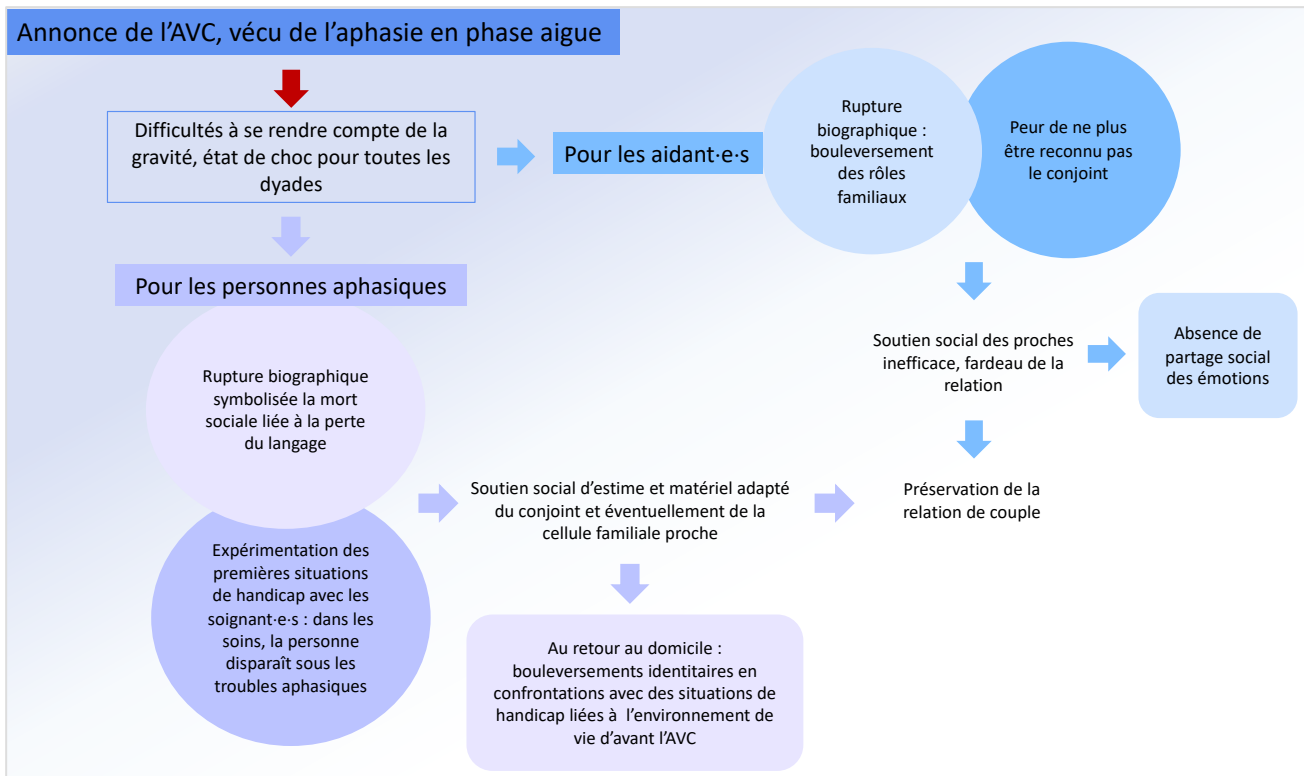 Annonce de l'AVC, vécu de l'aphasie en phase aigue
Difficultés à se rendre compte de la
gravité, état de choc pour toutes les
dyades
Pour les aidant·e·s
Rupture
biographique :
bouleversement
des rôles
familiaux
Peur de ne plus
être reconnu pas
le conjoint
Pour les personnes aphasiques
Rupture biographique
symbolisée la mort
sociale liée à la perte
du langage
Soutien social des proches
inefficace, fardeau de la
relation
Absence de
partage social
des émotions
Expérimentation des
premières situations
de handicap avec les
soignant·e·s : dans les
soins, la personne
disparaît sous les
troubles aphasiques
Soutien social d'estime et matériel adapté
du conjoint et éventuellement de la
cellule familiale proche
Préservation de la
relation de couple
Au retour au domicile :
bouleversements identitaires en
confrontations avec des situations de
handicap liées à l'environnement de
vie d'avant l'AVC